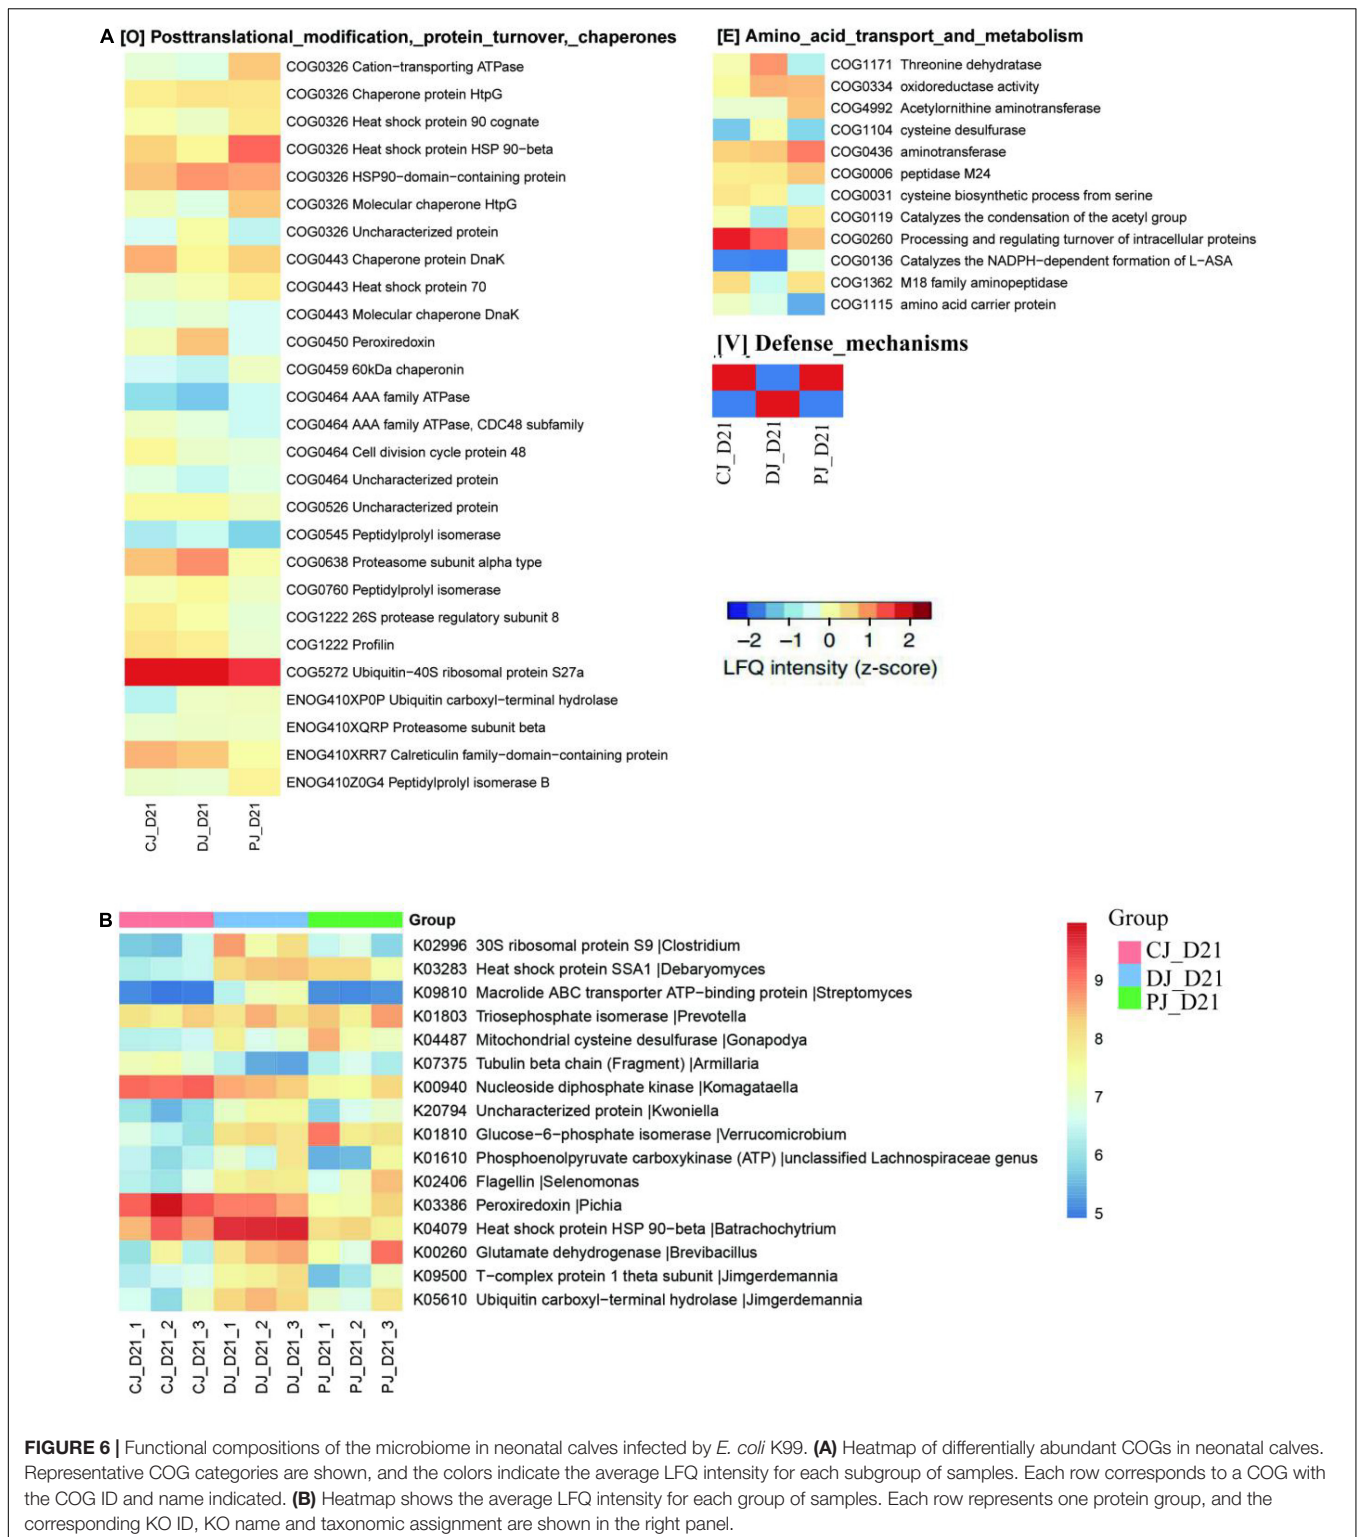 A [O] Posttranslational_modification,_protein_turnover,_chaperones
COG0326 Cation-transporting ATPase
COG0326 Chaperone protein HtpG
COG0326 Heat shock protein 90 cognate
COG0326 Heat shock protein HSP 90-beta
COG0326 HSP90-domain-containing protein
COG0326 Molecular chaperone HtpG
COG0326 Uncharacterized protein
COG0443 Chaperone protein DnaK
COG0443 Heat shock protein 70
COG0443 Molecular chaperone DnaK
COG0450 Peroxiredoxin
COG0459 60kDa chaperonin
COG0464 AAA family ATPase
COG0464 AAA family ATPase, CDC48 subfamily
COG0464 Cell division cycle protein 48
COG0464 Uncharacterized protein
COG0526 Uncharacterized protein
COG0545 Peptidylprolyl isomerase
COG0638 Proteasome subunit alpha type
COG0760 Peptidylprolyl isomerase
COG1222 26S protease regulatory subunit 8
COG1222 Profilin
COG5272 Ubiquitin-40S ribosomal protein S27a
ENOG410XP0P Ubiquitin carboxyl-terminal hydrolase
ENOG410XQRP Proteasome subunit beta
ENOG410XRR7 Calreticulin family-domain-containing protein
ENOG410Z0G4 Peptidylprolyl isomerase B
CJ_D21
DJ_D21
PJ_D21
[E] Amino_acid_transport_and_metabolism
COG1171 Threonine dehydratase
COG0334 oxidoreductase activity
COG4992 Acetylornithine aminotransferase
COG1104 cysteine desulfurase
COG0436 aminotransferase
COG0006 peptidase M24
COG0031 cysteine biosynthetic process from serine
COG0119 Catalyzes the condensation of the acetyl group
COG0260 Processing and regulating turnover of intracellular proteins
COG0136 Catalyzes the NADPH-dependent formation of L-ASA
COG1362 M18 family aminopeptidase
COG1115 amino acid carrier protein
[V] Defense_mechanisms
CJ_D21
DJ_D21
PJ_D21
-2 -1 0 1 2
LFQ intensity (z-score)
B Group
K02996 30S ribosomal protein S9 |Clostridium
K03283 Heat shock protein SSA1 |Debaryomyces
K09810 Macrolide ABC transporter ATP-binding protein |Streptomyces
K01803 Triosephosphate isomerase |Prevotella
K04487 Mitochondrial cysteine desulfurase |Gonapodya
K07375 Tubulin beta chain (Fragment) |Armillaria
K00940 Nucleoside diphosphate kinase |Komagataella
K20794 Uncharacterized protein |Kwoniella
K01810 Glucose-6-phosphate isomerase |Verrucomicrobium
K01610 Phosphoenolpyruvate carboxykinase (ATP) |unclassified Lachnospiraceae genus
K02406 Flagellin |Selenomonas
K03386 Peroxiredoxin |Pichia
K04079 Heat shock protein HSP 90-beta |Batrachochytrium
K00260 Glutamate dehydrogenase |Brevibacillus
K09500 T-complex protein 1 theta subunit |Jimgerdemannia
K05610 Ubiquitin carboxyl-terminal hydrolase |Jimgerdemannia
CJ_D21_1
CJ_D21_2
CJ_D21_3
DJ_D21_1
DJ_D21_2
DJ_D21_3
PJ_D21_1
PJ_D21_2
PJ_D21_3
9
8
7
6
5
Group
CJ_D21
DJ_D21
PJ_D21
FIGURE 6 | Functional compositions of the microbiome in neonatal calves infected by E. coli K99. (A) Heatmap of differentially abundant COGs in neonatal calves.
Representative COG categories are shown, and the colors indicate the average LFQ intensity for each subgroup of samples. Each row corresponds to a COG with
the COG ID and name indicated. (B) Heatmap shows the average LFQ intensity for each group of samples. Each row represents one protein group, and the
corresponding KO ID, KO name and taxonomic assignment are shown in the right panel.